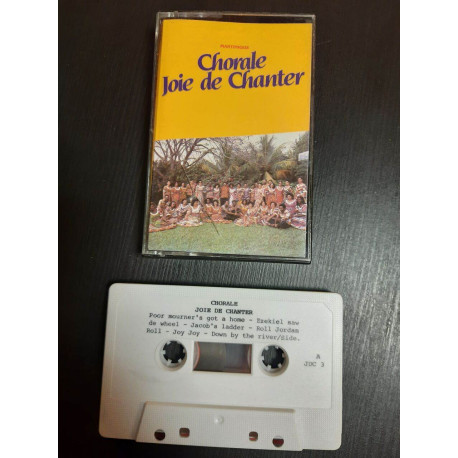 MARTINIQUE
Chorale
Joie de Chanter
CHORALE
JOIE DE CHANTER
Poor mourner's got a home - Ezekiel saw
de wheel - Jacob's ladder - Roll Jordan
Roll - Joy Joy - Down by the river/Side.
A
JDC 3